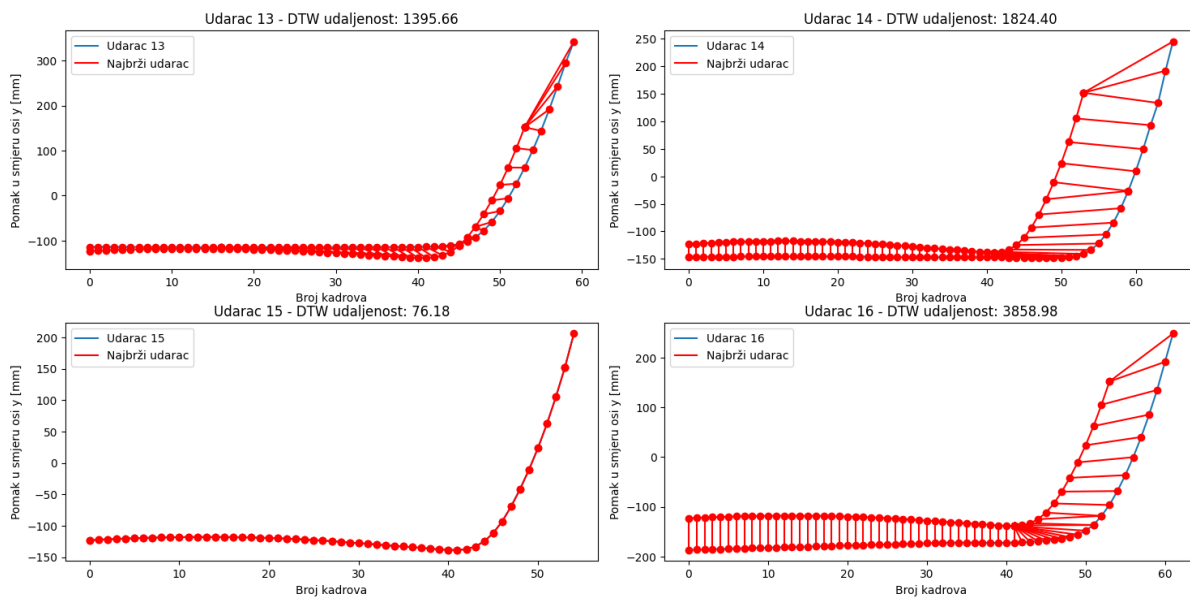 Udarac 13 - DTW udaljenost: 1395.66
Udarac 13
Najbrži udarac
Pomak u smjeru osi y [mm]
300
200
100
0
−100
0 10 20 30 40 50 60
Broj kadrova
Udarac 14 - DTW udaljenost: 1824.40
Udarac 14
Najbrži udarac
Pomak u smjeru osi y [mm]
250
200
150
100
50
0
−50
−100
−150
0 10 20 30 40 50 60
Broj kadrova
Udarac 15 - DTW udaljenost: 76.18
Udarac 15
Najbrži udarac
Pomak u smjeru osi y [mm]
200
150
100
50
0
−50
−100
−150
0 10 20 30 40 50
Broj kadrova
Udarac 16 - DTW udaljenost: 3858.98
Udarac 16
Najbrži udarac
Pomak u smjeru osi y [mm]
200
100
0
−100
−200
0 10 20 30 40 50 60
Broj kadrova